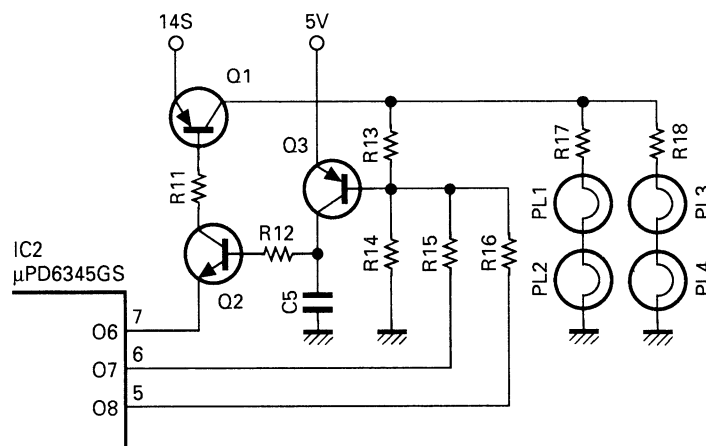 14S
5V
Q1
Q3
R13
R17
R18
R11
PL1
PL3
IC2
µPD6345GS
R12
R14
R15
R16
Q2
C5
PL2
PL4
O6
7
O7
6
O8
5